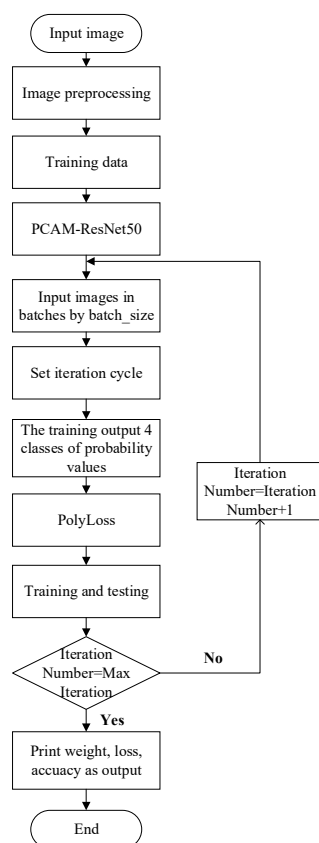 Input image
Image preprocessing
Training data
PCAM-ResNet50
Input images in
batches by batch_size
Set iteration cycle
The training output 4
classes of probability
values
Iteration
Number=Iteration
Number+1
PolyLoss
Training and testing
Iteration
Number=Max
Iteration
No
Yes
Print weight, loss,
accuacy as output
End